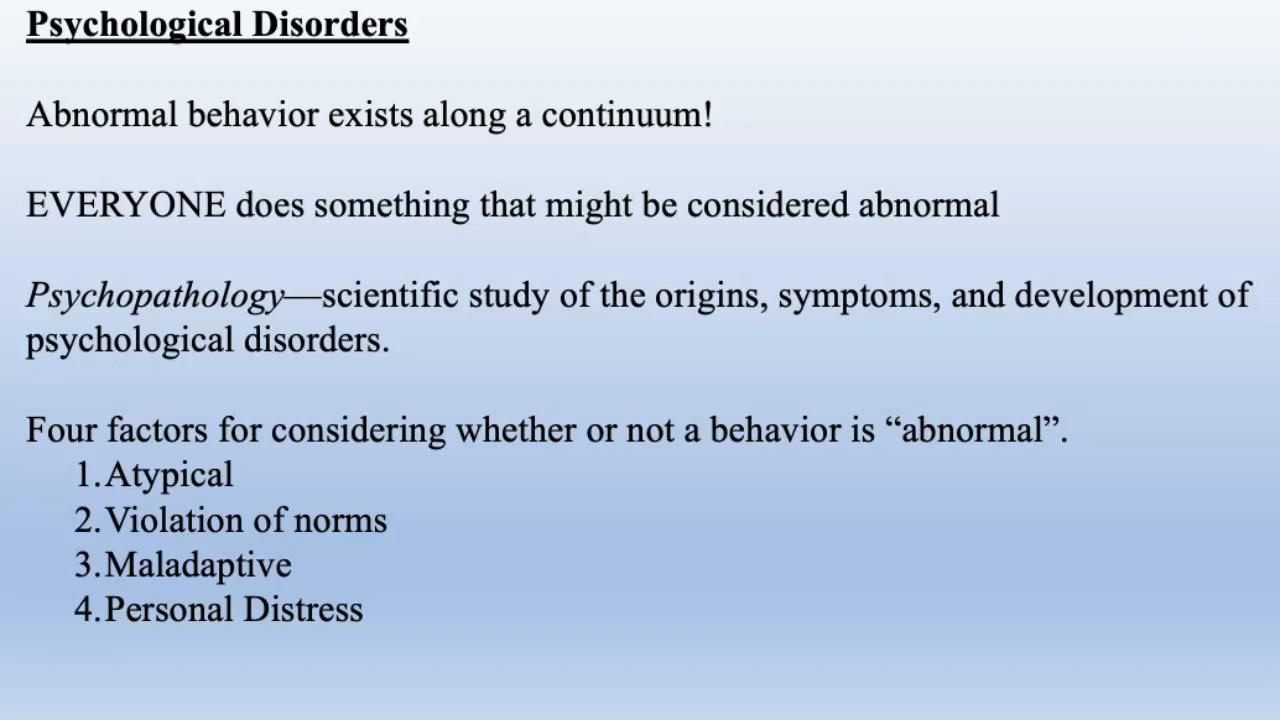 Psychological Disorders
Abnormal behavior exists along a continuum!
EVERYONE does something that might be considered abnormal
Psychopathology—scientific study of the origins, symptoms, and development of
psychological disorders.
Four factors for considering whether or not a behavior is “abnormal”.
1. Atypical
2. Violation of norms
3. Maladaptive
4. Personal Distress